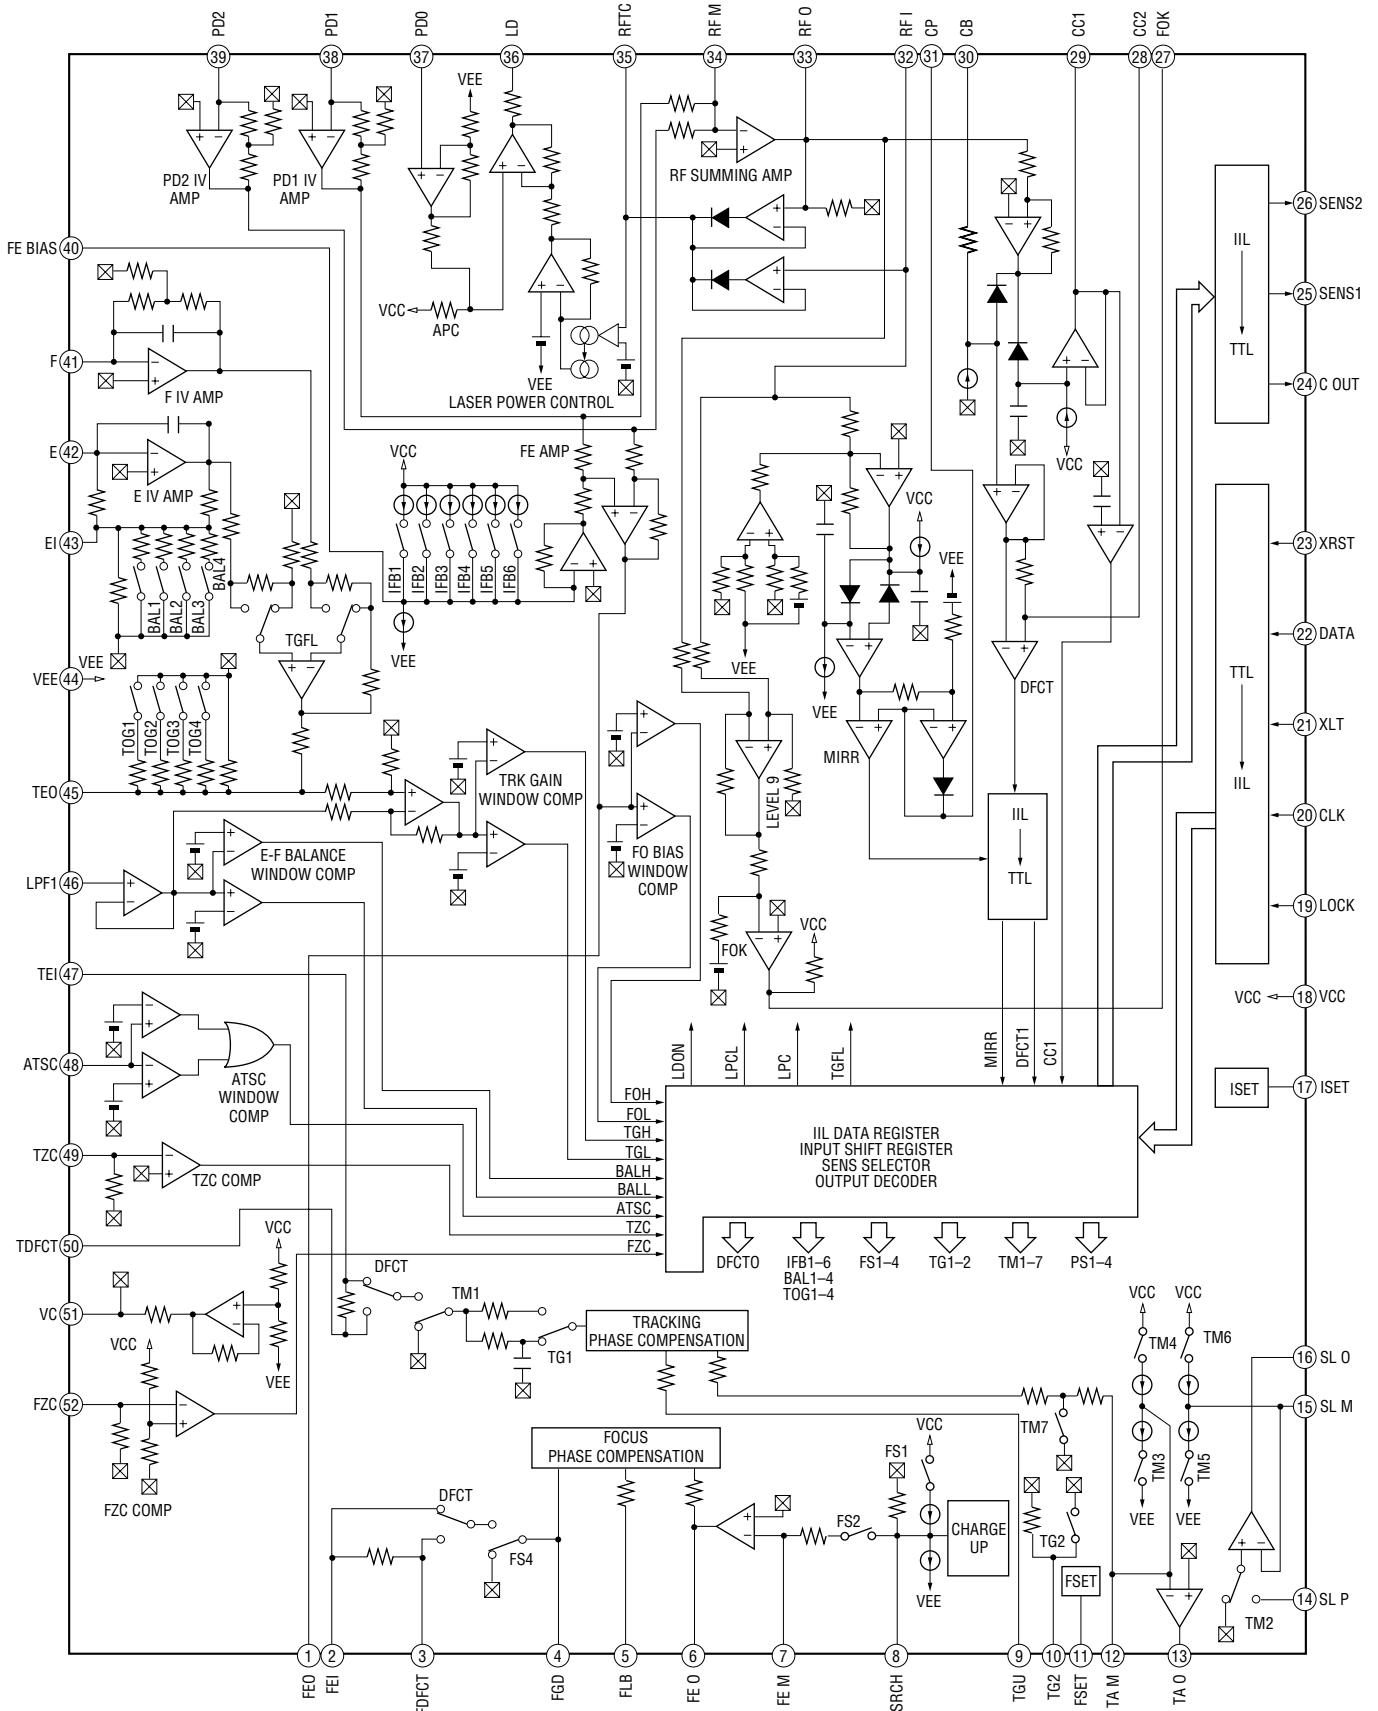 PD2
PD1
PD0
LD
RFTC
RF M
RF O
RF I
CP
CB
CC1
CC2
FOK
39
38
37
36
35
34
33
32
31
30
29
28
27
VEE
PD2 IV
AMP
PD1 IV
AMP
RF SUMMING AMP
IIL
TTL
26 SENS2
25 SENS1
24 C OUT
FE BIAS 40
VCC
APC
VEE
LASER POWER CONTROL
F 41
F IV AMP
E 42
E IV AMP
VCC
FE AMP
VCC
VCC
VEE
EI 43
BAL1
BAL2
BAL3
BAL4
IFB1
IFB2
IFB3
IFB4
IFB5
IFB6
TGFL
VEE
VEE
VEE
DFCT
VEE
VEE 44
TOG1
TOG2
TOG3
TOG4
MIRR
TTL
IIL
23 XRST
22 DATA
21 XLT
20 CLK
19 LOCK
TEO 45
TRK GAIN
WINDOW COMP
LEVEL 9
IIL
TTL
E-F BALANCE
WINDOW COMP
FO BIAS
WINDOW
COMP
LPF1 46
FOK
VCC
TEI 47
VCC 18 VCC
ATSC 48
ATSC
WINDOW
COMP
LDON
LPCL
LPC
TGFL
MIRR
DFCT1
CC1
ISET
17 ISET
FOH
FOL
TGH
TGL
BALH
BALL
ATSC
TZC
FZC
IIL DATA REGISTER
INPUT SHIFT REGISTER
SENS SELECTOR
OUTPUT DECODER
TZC 49
TZC COMP
TDFCT 50
VCC
DFCTO
IFB1–6
BAL1–4
TOG1–4
FS1–4
TG1–2
TM1–7
PS1–4
DFCT
TM1
TG1
TRACKING
PHASE COMPENSATION
VC 51
VCC
VEE
VCC
VCC
TM4
TM6
16 SL O
15 SL M
FZC 52
FZC COMP
TM7
TM3
TM5
VEE
VEE
FOCUS
PHASE COMPENSATION
FS1
VCC
DFCT
FS4
FS2
CHARGE
UP
VEE
TG2
FSET
TM2
14 SL P
1
2
3
4
5
6
7
8
9
10
11
12
13
FEO
FEI
FDFCT
FGD
FLB
FE O
FE M
SRCH
TGU
TG2
FSET
TA M
TA O